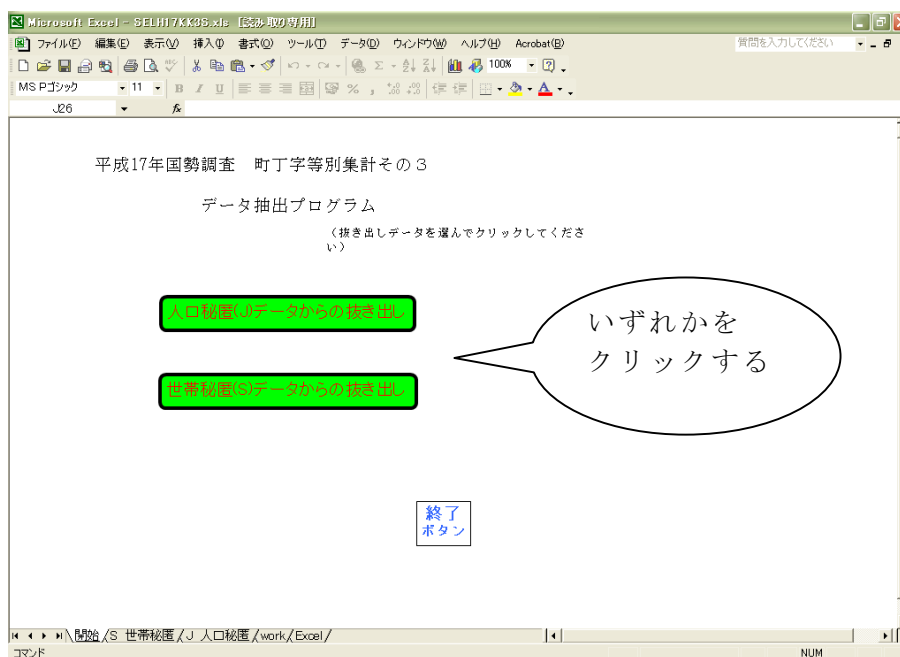 Microsoft Excel - SELH17KK3S.xls [読み取り専用]
ファイル(F) 編集(E) 表示(V) 挿入(I) 書式(O) ツール(T) データ(D) ウィンドウ(W) ヘルプ(H) Acrobat(B) 質問を入力してください
100%
MS Pゴシック 11 B I U % ,
J26 fx
平成17年国勢調査 町丁字等別集計その3
データ抽出プログラム
(抜き出しデータを選んでクリックしてくださ
い)
人口秘匿(J)データからの抜き出し
いずれかを
クリックする
世帯秘匿(S)データからの抜き出し
終了
ボタン
開始/S 世帯秘匿/J 人口秘匿/work/Excel/
コマンド NUM